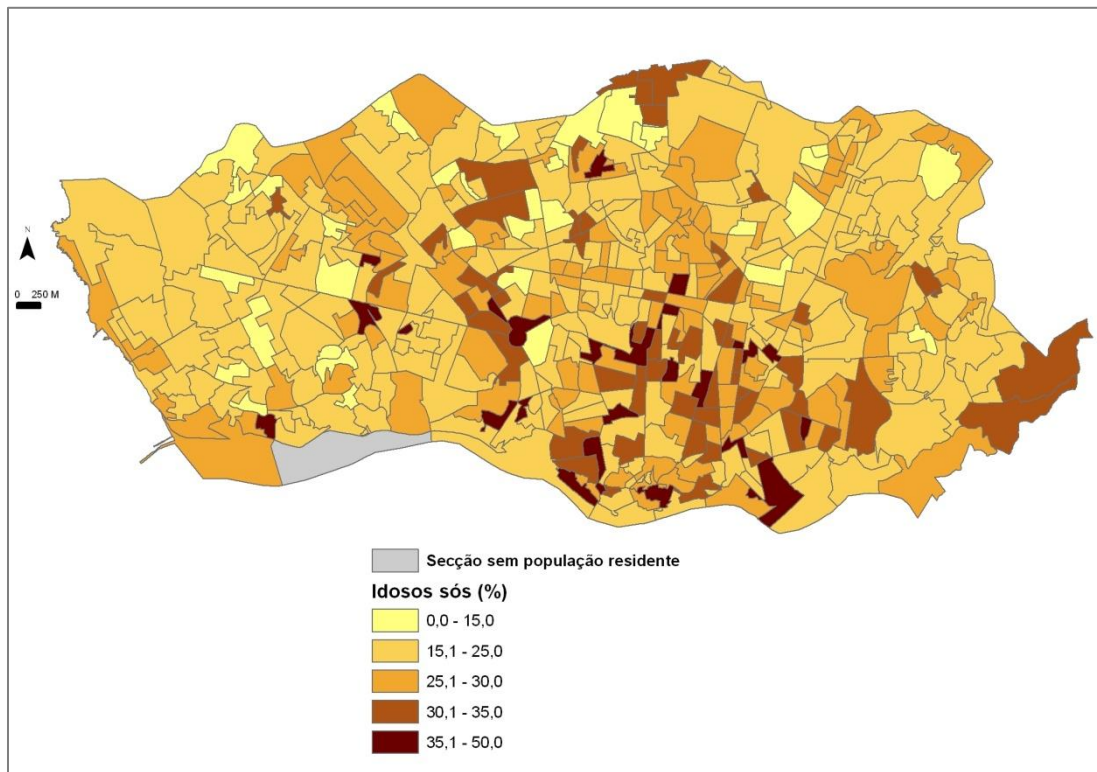 N
0 250 M
Secção sem população residente
Idosos sós (%)
0,0 - 15,0
15,1 - 25,0
25,1 - 30,0
30,1 - 35,0
35,1 - 50,0